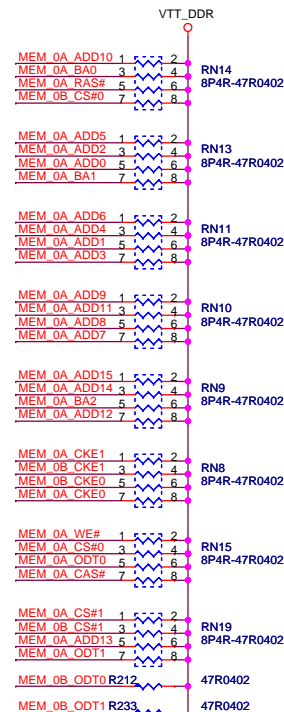 VTT_DDR
MEM_0A_ADD10 1 2
MEM_0A_BA0 3 4 RN14
MEM_0A_RAS# 5 6 8P4R-47R0402
MEM_0B_CS#0 7 8
MEM_0A_ADD5 1 2
MEM_0A_ADD2 3 4 RN13
MEM_0A_ADD0 5 6 8P4R-47R0402
MEM_0A_BA1 7 8
MEM_0A_ADD6 1 2
MEM_0A_ADD4 3 4 RN11
MEM_0A_ADD1 5 6 8P4R-47R0402
MEM_0A_ADD3 7 8
MEM_0A_ADD9 1 2
MEM_0A_ADD11 3 4 RN10
MEM_0A_ADD8 5 6 8P4R-47R0402
MEM_0A_ADD7 7 8
MEM_0A_ADD15 1 2
MEM_0A_ADD14 3 4 RN9
MEM_0A_BA2 5 6 8P4R-47R0402
MEM_0A_ADD12 7 8
MEM_0A_CKE1 1 2
MEM_0B_CKE1 3 4 RN8
MEM_0B_CKE0 5 6 8P4R-47R0402
MEM_0A_CKE0 7 8
MEM_0A_WE# 1 2
MEM_0A_CS#0 3 4 RN15
MEM_0A_ODT0 5 6 8P4R-47R0402
MEM_0A_CAS# 7 8
MEM_0A_CS#1 1 2
MEM_0B_CS#1 3 4 RN19
MEM_0A_ADD13 5 6 8P4R-47R0402
MEM_0A_ODT1 7 8
MEM_0B_ODT0 R212 47R0402
MEM_0B_ODT1 R233 47R0402